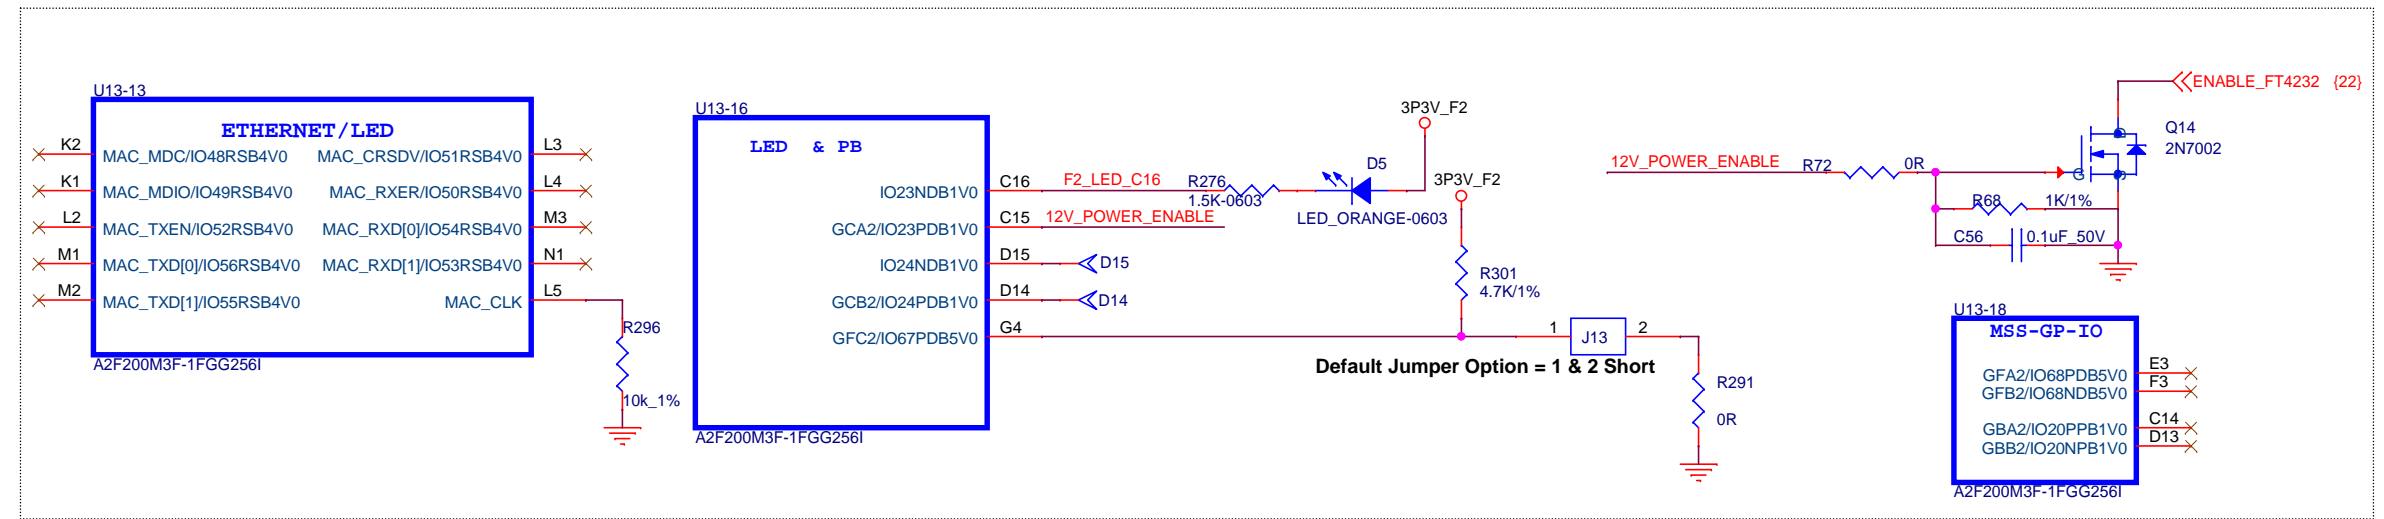 U13-13
ETHERNET/LED
K2 MAC_MDC/IO48RSB4V0 MAC_CRSDV/IO51RSB4V0 L3
K1 MAC_MDIO/IO49RSB4V0 MAC_RXER/IO50RSB4V0 L4
L2 MAC_TXEN/IO52RSB4V0 MAC_RXD[0]/IO54RSB4V0 M3
M1 MAC_TXD[0]/IO56RSB4V0 MAC_RXD[1]/IO53RSB4V0 N1
M2 MAC_TXD[1]/IO55RSB4V0 MAC_CLK L5
A2F200M3F-1FGG256I
R296
10k_1%
U13-16
LED & PB
IO23NDB1V0 C16 F2_LED_C16
GCA2/IO23PDB1V0 C15 12V_POWER_ENABLE
IO24NDB1V0 D15 D15
GCB2/IO24PDB1V0 D14 D14
GFC2/IO67PDB5V0 G4
A2F200M3F-1FGG256I
R276
1.5K-0603
D5
LED_ORANGE-0603
3P3V_F2
3P3V_F2
R301
4.7K/1%
1 J13 2
Default Jumper Option = 1 & 2 Short
R291
0R
ENABLE_FT4232 {22}
Q14
2N7002
D
G
S
12V_POWER_ENABLE R72 0R
R68 1K/1%
C56 0.1uF_50V
U13-18
MSS-GP-IO
GFA2/IO68PDB5V0 E3
GFB2/IO68NDB5V0 F3
GBA2/IO20PPB1V0 C14
GBB2/IO20NPB1V0 D13
A2F200M3F-1FGG256I